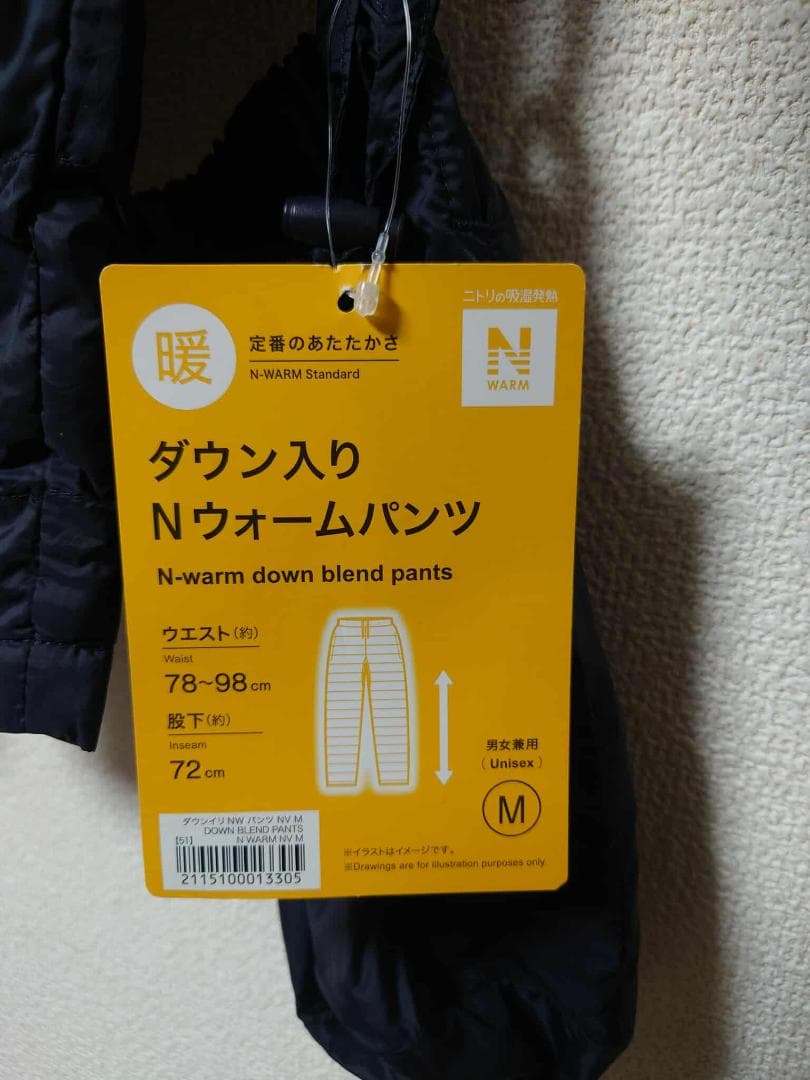 暖
定番のあたたかさ
N-WARM Standard
ニトリの吸湿発熱
N
WARM
ダウン入り
Nウォームパンツ
N-warm down blend pants
ウエスト(約)
Waist
78~98cm
股下(約)
Inseam
72cm
男女兼用
( Unisex )
M
ダウンイリ NW パンツ NV M
DOWN BLEND PANTS
[51] N WARM NV M
2115100013305
※イラストはイメージです。
※Drawings are for illustration purposes only.